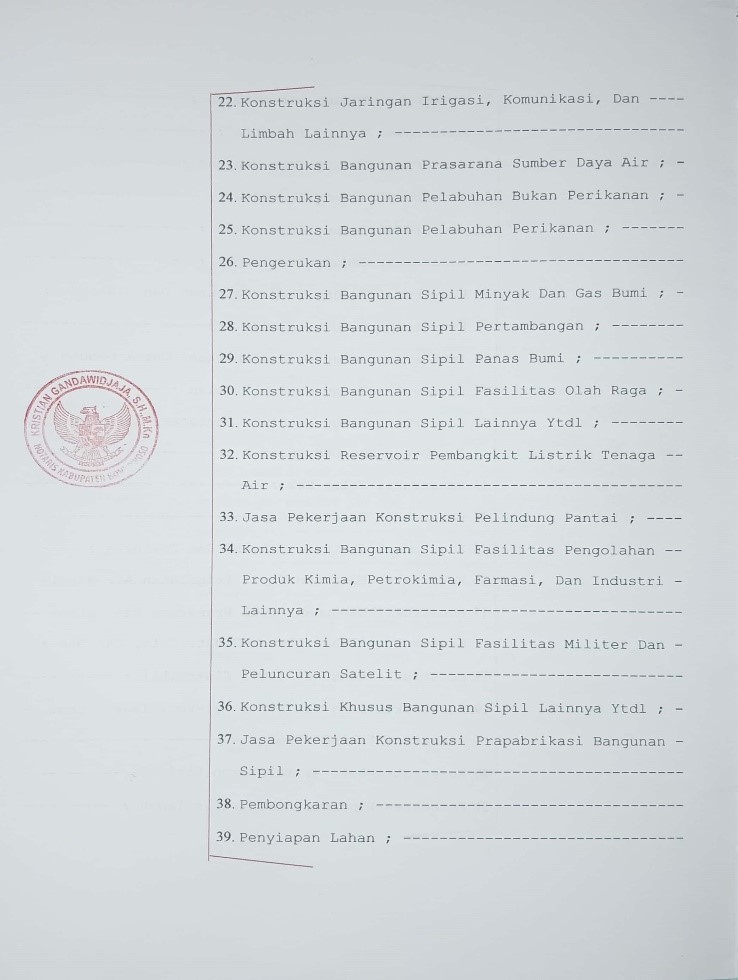 22. Konstruksi Jaringan Irigasi, Komunikasi, Dan ----
Limbah Lainnya ; --------------------------------
23. Konstruksi Bangunan Prasarana Sumber Daya Air ; -
24. Konstruksi Bangunan Pelabuhan Bukan Perikanan ; -
25. Konstruksi Bangunan Pelabuhan Perikanan ; -------
26. Pengerukan ; ------------------------------------
27. Konstruksi Bangunan Sipil Minyak Dan Gas Bumi ; -
28. Konstruksi Bangunan Sipil Pertambangan ; --------
29. Konstruksi Bangunan Sipil Panas Bumi ; ----------
30. Konstruksi Bangunan Sipil Fasilitas Olah Raga ; -
31. Konstruksi Bangunan Sipil Lainnya Ytdl ; --------
32. Konstruksi Reservoir Pembangkit Listrik Tenaga --
Air ; -------------------------------------------
33. Jasa Pekerjaan Konstruksi Pelindung Pantai ; ----
34. Konstruksi Bangunan Sipil Fasilitas Pengolahan --
Produk Kimia, Petrokimia, Farmasi, Dan Industri -
Lainnya ; ---------------------------------------
35. Konstruksi Bangunan Sipil Fasilitas Militer Dan -
Peluncuran Satelit ; ----------------------------
36. Konstruksi Khusus Bangunan Sipil Lainnya Ytdl ; -
37. Jasa Pekerjaan Konstruksi Prapabrikasi Bangunan -
Sipil ; -----------------------------------------
38. Pembongkaran ; ----------------------------------
39. Penyiapan Lahan ; -------------------------------
KRISTIAN GANDAWIDJAJA, S.H., M.Kn
NOTARIS KABUPATEN